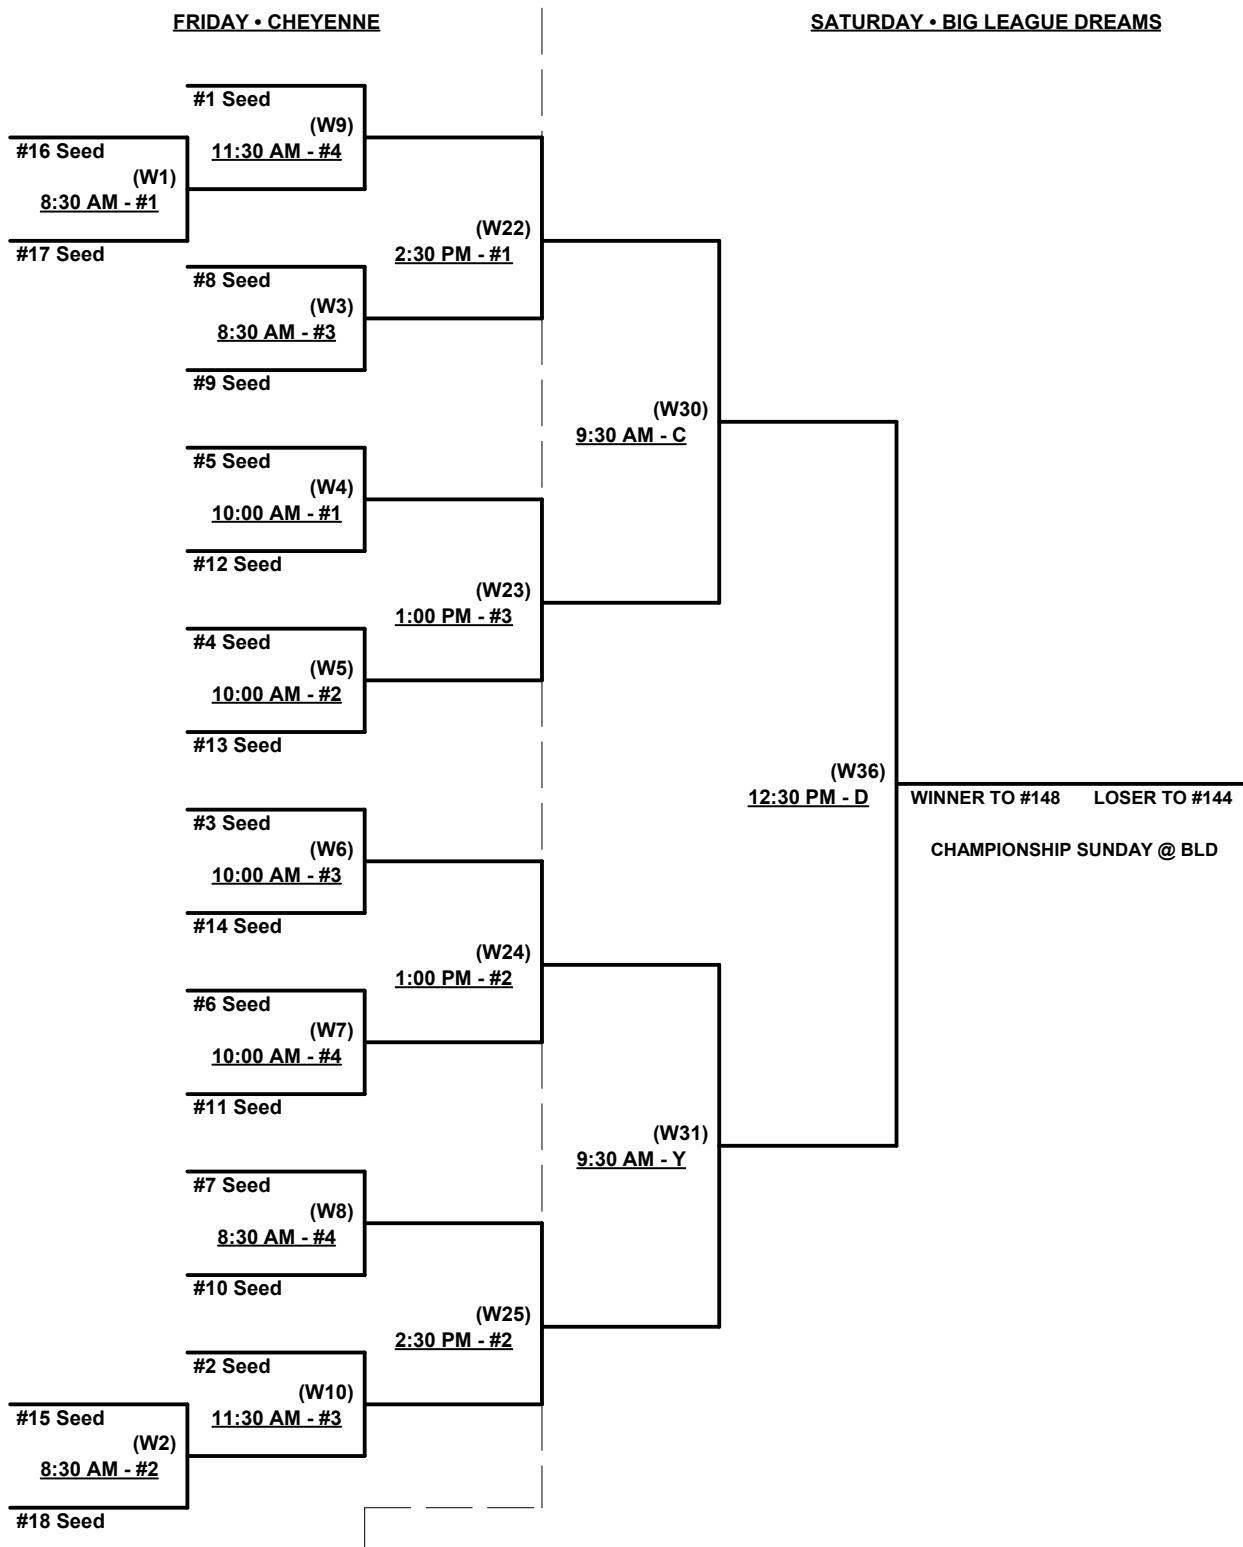 FRIDAY • CHEYENNE
SATURDAY • BIG LEAGUE DREAMS
#1 Seed
(W9)
11:30 AM - #4
#16 Seed
(W1)
8:30 AM - #1
#17 Seed
(W22)
2:30 PM - #1
#8 Seed
(W3)
8:30 AM - #3
#9 Seed
(W30)
9:30 AM - C
#5 Seed
(W4)
10:00 AM - #1
#12 Seed
(W23)
1:00 PM - #3
#4 Seed
(W5)
10:00 AM - #2
#13 Seed
(W36)
12:30 PM - D
WINNER TO #148
LOSER TO #144
CHAMPIONSHIP SUNDAY @ BLD
#3 Seed
(W6)
10:00 AM - #3
#14 Seed
(W24)
1:00 PM - #2
#6 Seed
(W7)
10:00 AM - #4
#11 Seed
(W31)
9:30 AM - Y
#7 Seed
(W8)
8:30 AM - #4
#10 Seed
(W25)
2:30 PM - #2
#2 Seed
(W10)
11:30 AM - #3
#15 Seed
(W2)
8:30 AM - #2
#18 Seed